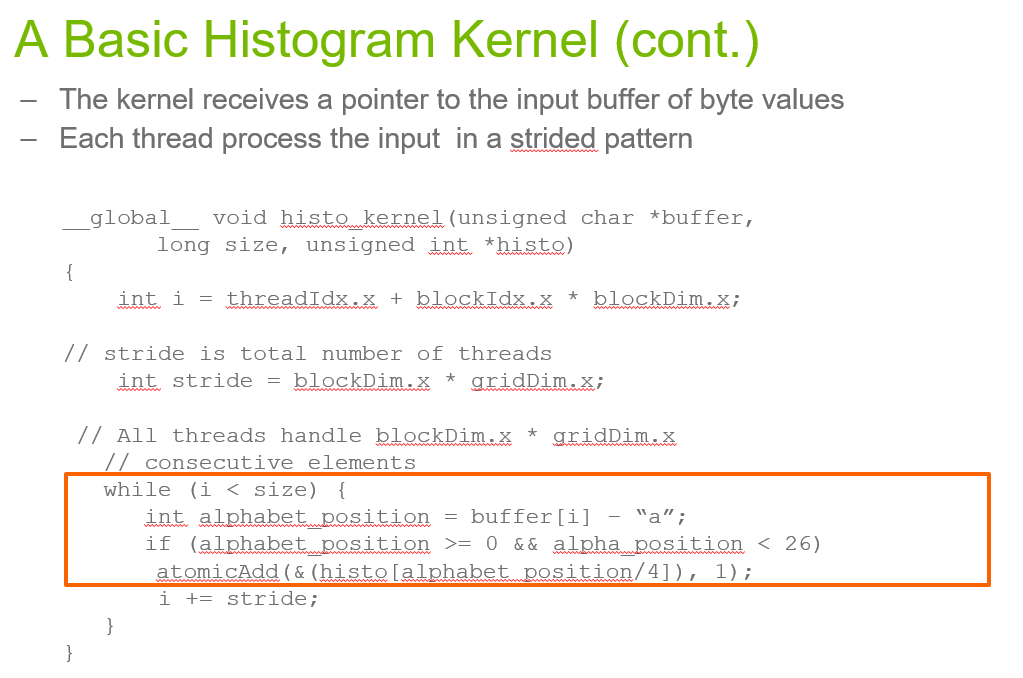 A Basic Histogram Kernel (cont.)
– The kernel receives a pointer to the input buffer of byte values
– Each thread process the input  in a strided pattern
__global__ void histo_kernel(unsigned char *buffer,
long size, unsigned int *histo)
{
int i = threadIdx.x + blockIdx.x * blockDim.x;
// stride is total number of threads
int stride = blockDim.x * gridDim.x;
// All threads handle blockDim.x * gridDim.x
// consecutive elements
while (i < size) {
int alphabet_position = buffer[i] – “a”;
if (alphabet_position >= 0 && alpha_position < 26)
atomicAdd(&(histo[alphabet_position/4]), 1);
i += stride;
}
}